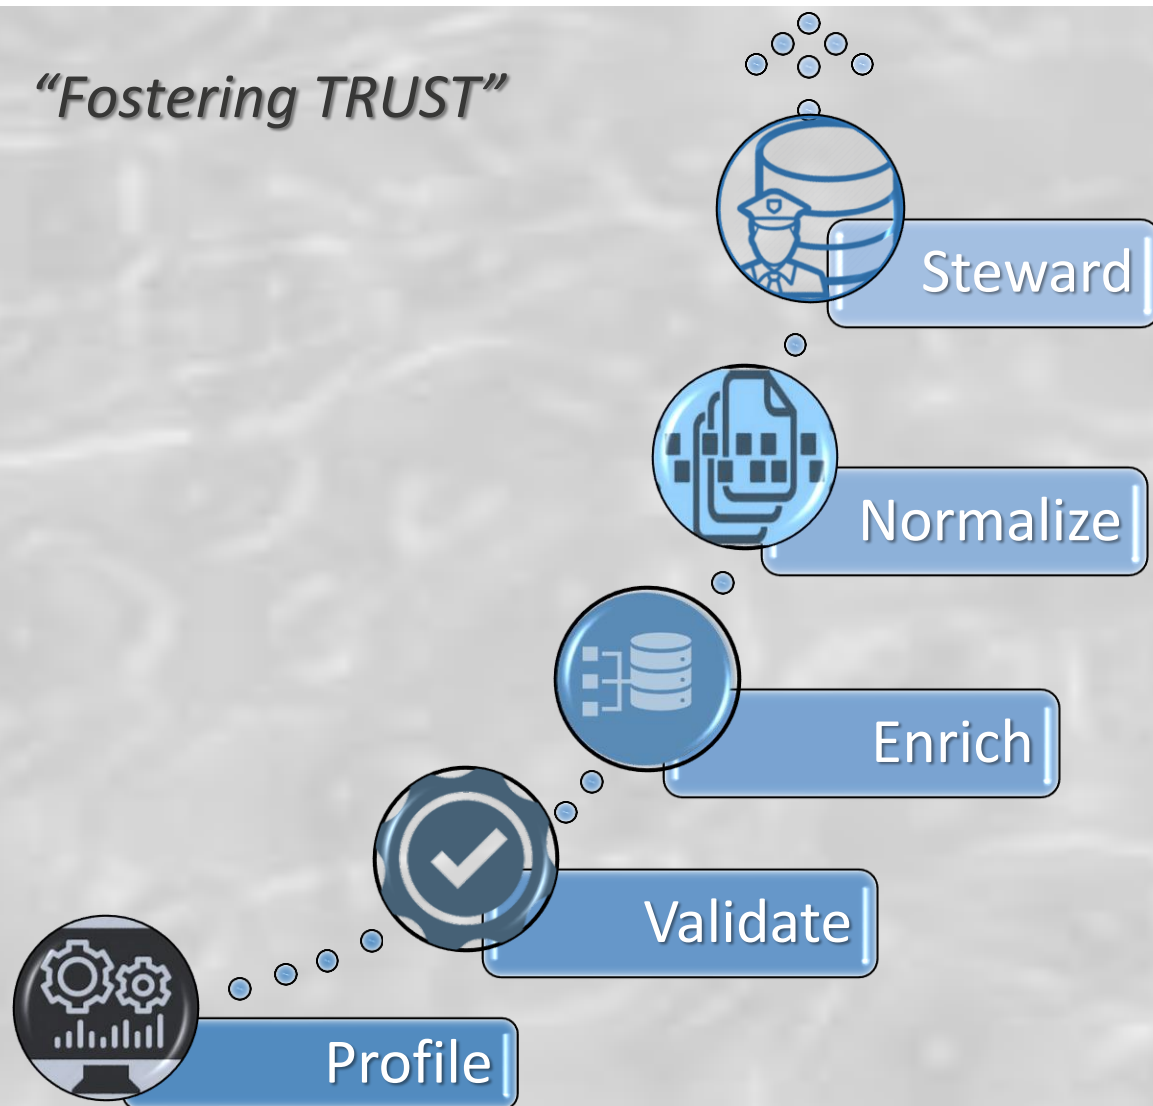 “Fostering TRUST”
Steward
Normalize
Enrich
Validate
Profile